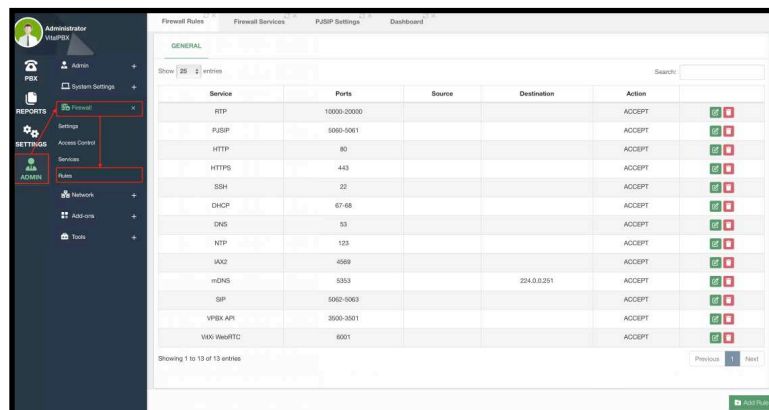 Administrator
VitalPBX
PBX
REPORTS
SETTINGS
ADMIN
Admin +
System Settings +
Firewall ×
Settings
Access Control
Services
Rules
Network +
Add-ons +
Tools +
Firewall Rules Firewall Services PJSIP Settings Dashboard
GENERAL
Show 25 entries Search:
Service Ports Source Destination Action
RTP 10000-20000 ACCEPT
PJSIP 5060-5061 ACCEPT
HTTP 80 ACCEPT
HTTPS 443 ACCEPT
SSH 22 ACCEPT
DHCP 67-68 ACCEPT
DNS 53 ACCEPT
NTP 123 ACCEPT
IAX2 4569 ACCEPT
mDNS 5353 224.0.0.251 ACCEPT
SIP 5062-5063 ACCEPT
VPBX API 3500-3501 ACCEPT
VitXi WebRTC 6001 ACCEPT
Showing 1 to 13 of 13 entries Previous 1 Next
Add Rule